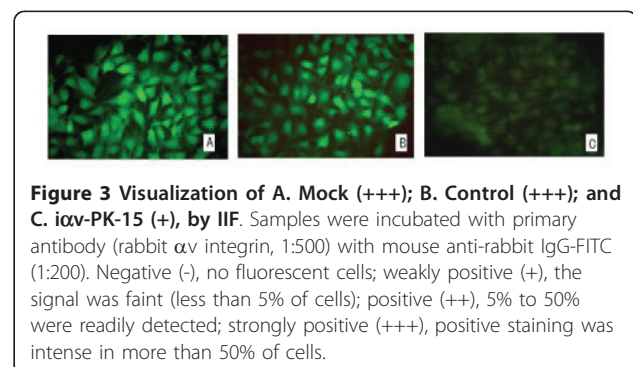 A
B
C
Figure 3 Visualization of A. Mock (+++); B. Control (+++); and
C. iαv-PK-15 (+), by IIF. Samples were incubated with primary
antibody (rabbit αv integrin, 1:500) with mouse anti-rabbit IgG-FITC
(1:200). Negative (-), no fluorescent cells; weakly positive (+), the
signal was faint (less than 5% of cells); positive (++), 5% to 50%
were readily detected; strongly positive (+++), positive staining was
intense in more than 50% of cells.